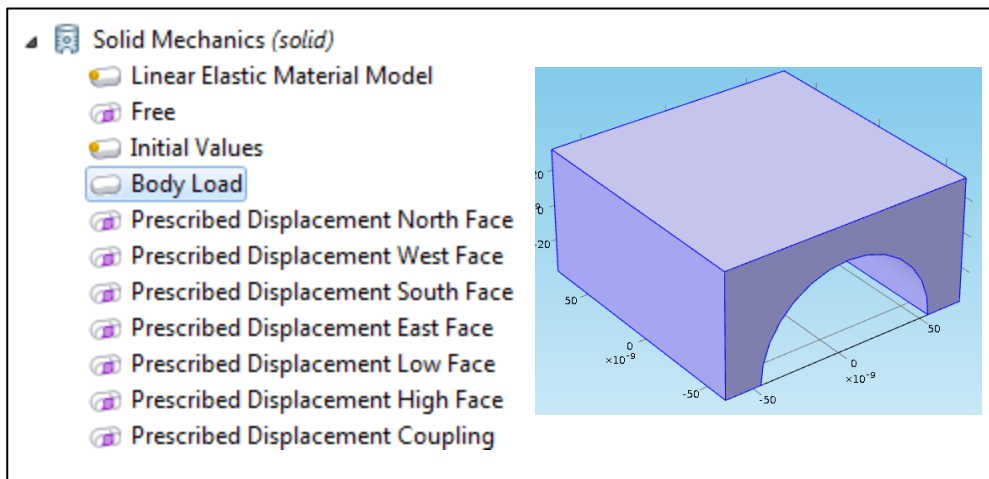 Solid Mechanics (solid)
Linear Elastic Material Model
Free
Initial Values
Body Load
Prescribed Displacement North Face
Prescribed Displacement West Face
Prescribed Displacement South Face
Prescribed Displacement East Face
Prescribed Displacement Low Face
Prescribed Displacement High Face
Prescribed Displacement Coupling
20
0
-20
50
0
×10⁻⁹
-50
-50
0
×10⁻⁹
50